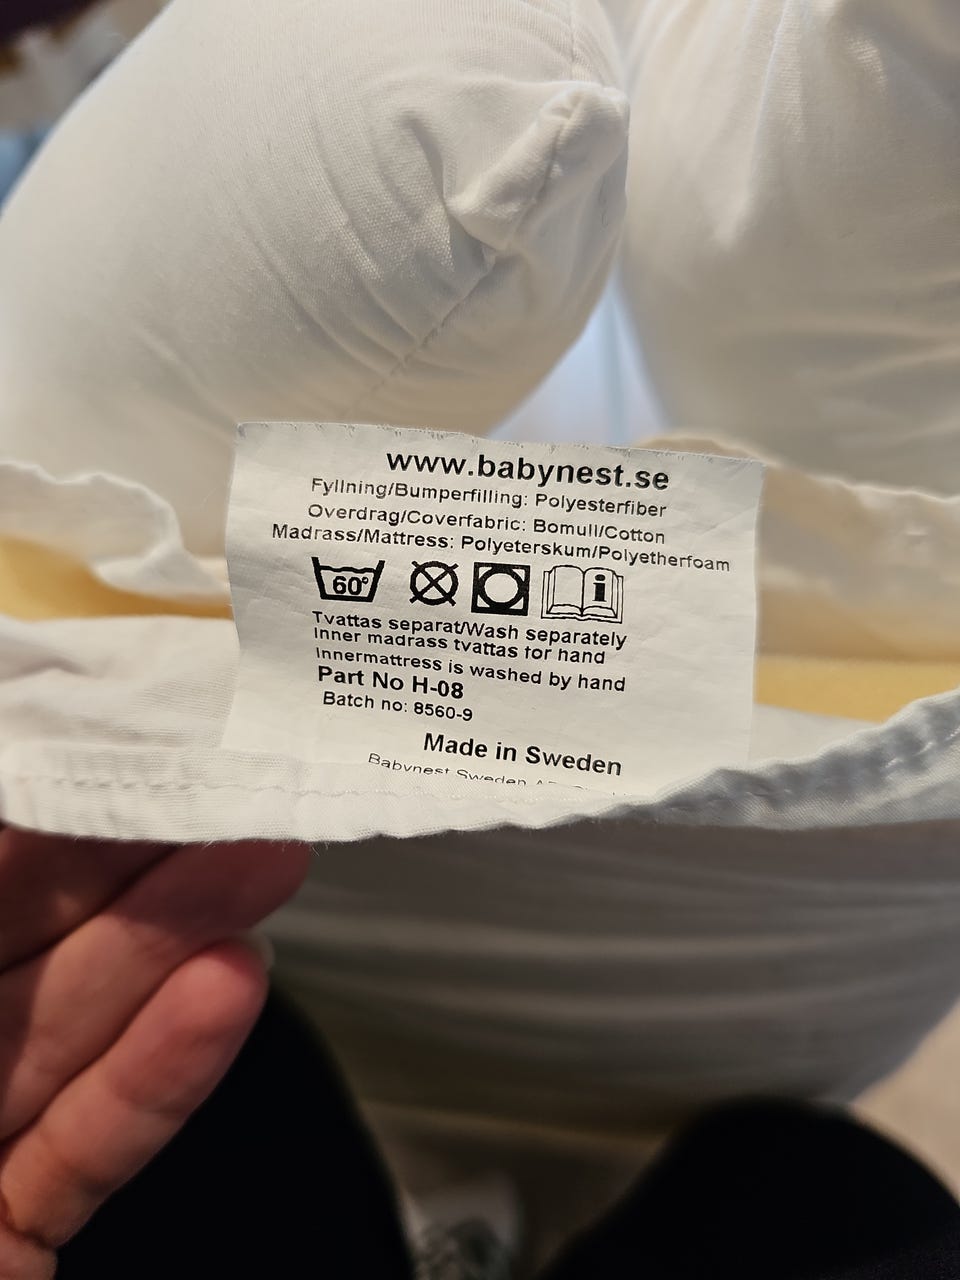 www.babynest.se
Fyllning/Bumperfilling: Polyesterfiber
Overdrag/Coverfabric: Bomull/Cotton
Madrass/Mattress: Polyeterskum/Polyetherfoam
60°
i
Tvattas separat/Wash separately
Inner madrass tvattas for hand
Innermattress is washed by hand
Part No H-08
Batch no: 8560-9
Made in Sweden
Babynest Sweden